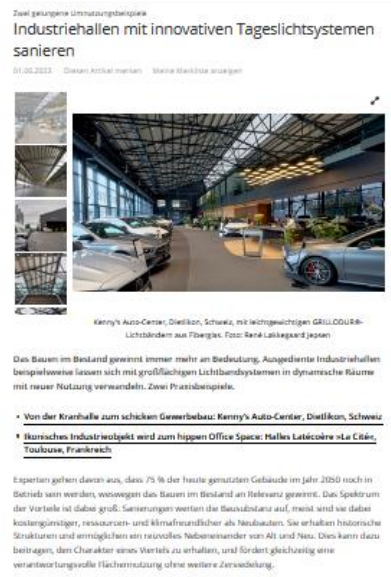 Zwei gelungene Umnutzungsbeispiele
Industriehallen mit innovativen Tageslichtsystemen
sanieren
01.06.2023 Diesen Artikel merken Meine Merkliste anzeigen
Kenny's Auto-Center, Dietlikon, Schweiz, mit leichtgewichtigen GRILLODUR®-
Lichtbändern aus Fiberglas. Foto: René Løkkegaard Jepsen
Das Bauen im Bestand gewinnt immer mehr an Bedeutung. Ausgediente Industriehallen
beispielweise lassen sich mit großflächigen Lichtbandsystemen in dynamische Räume
mit neuer Nutzung verwandeln. Zwei Praxisbeispiele.
Von der Kranhalle zum schicken Gewerbebau: Kenny's Auto-Center, Dietlikon, Schweiz
Ikonisches Industrieobjekt wird zum hippen Office Space: Halles Latécoère »La Cité«,
Toulouse, Frankreich
Experten gehen davon aus, dass 75 % der heute genutzten Gebäude im Jahr 2050 noch in
Betrieb sein werden, weswegen das Bauen im Bestand an Relevanz gewinnt. Das Spektrum
der Vorteile ist dabei groß: Sanierungen werten die Bausubstanz auf, meist sind sie dabei
kostengünstiger, ressourcen- und klimafreundlicher als Neubauten. Sie erhalten historische
Strukturen und ermöglichen ein reizvolles Nebeneinander von Alt und Neu. Dies kann dazu
beitragen, den Charakter eines Viertels zu erhalten, und fördert gleichzeitig eine
verantwortungsvolle Flächennutzung ohne weitere Zersiedelung.